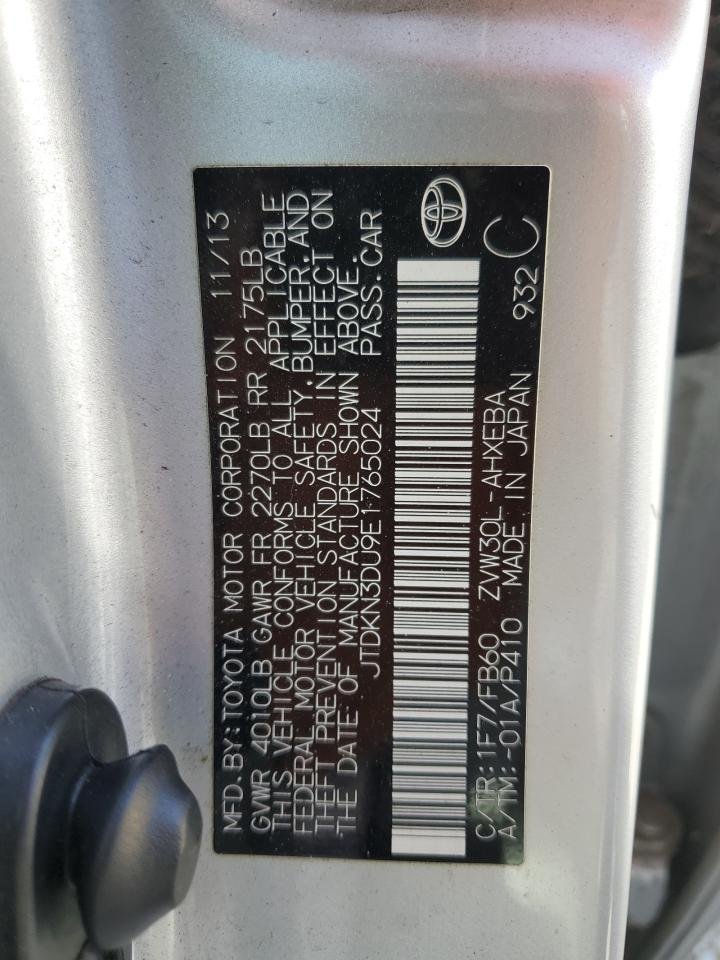 MFD.BY:TOYOTA MOTOR CORPORATION 11/13
GVWR 4010LB GAWR FR 2270LB RR 2175LB
THIS VEHICLE CONFORMS TO ALL APPLICABLE
FEDERAL MOTOR VEHICLE SAFETY,BUMPER,AND
THEFT PREVENTION STANDARDS IN EFFECT ON
THE DATE OF MANUFACTURE SHOWN ABOVE.
JTDKN3DU9E1765024 PASS.CAR
C/TR:1F7/FB60 ZVW30L-AHXEBA
A/TM:-01A/P410 MADE IN JAPAN 932 C